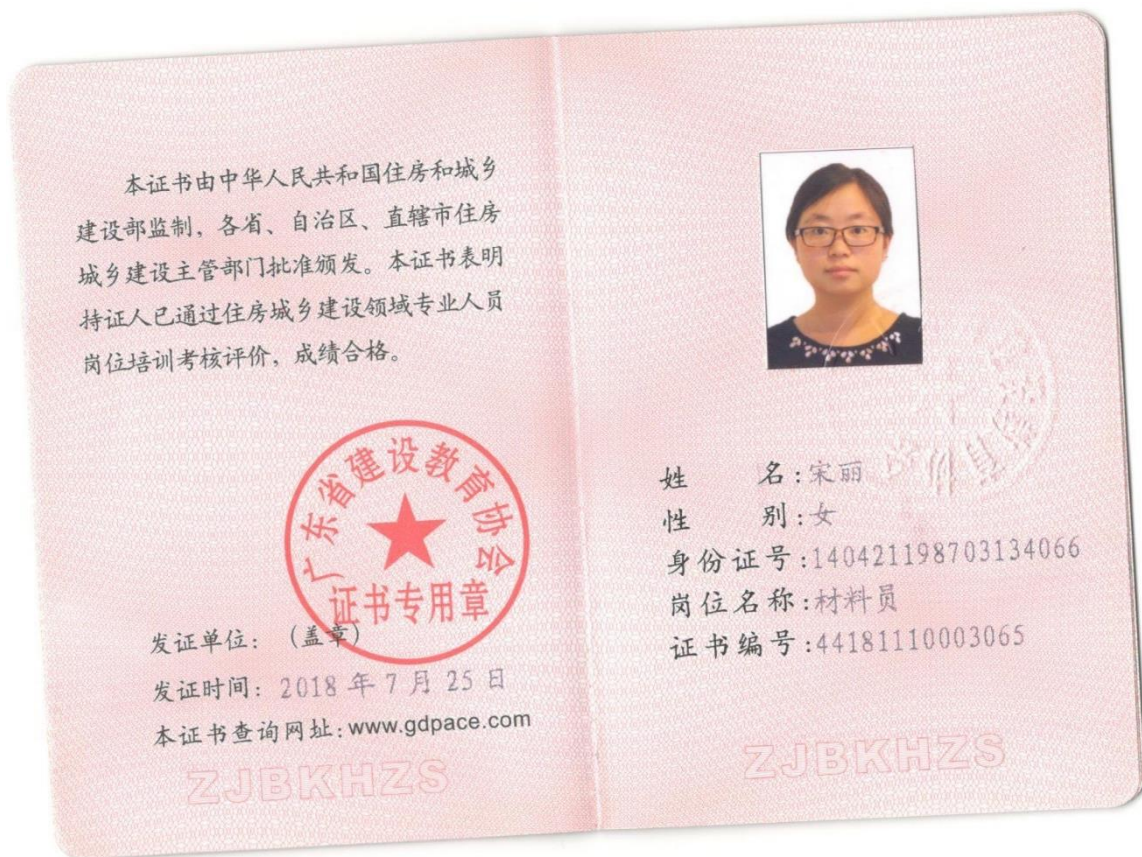 本证书由中华人民共和国住房和城乡
建设部监制，各省、自治区、直辖市住房
城乡建设主管部门批准颁发。本证书表明
持证人已通过住房城乡建设领域专业人员
岗位培训考核评价，成绩合格。
广东省建设教育协会
证书专用章
发证单位：（盖章）
发证时间：2018 年 7 月 25 日
本证书查询网址：www.gdpace.com
ZJBKHZS
姓 名：宋丽
性 别：女
身份证号：140421198703134066
岗位名称：材料员
证书编号：44181110003065
ZJBKHZS